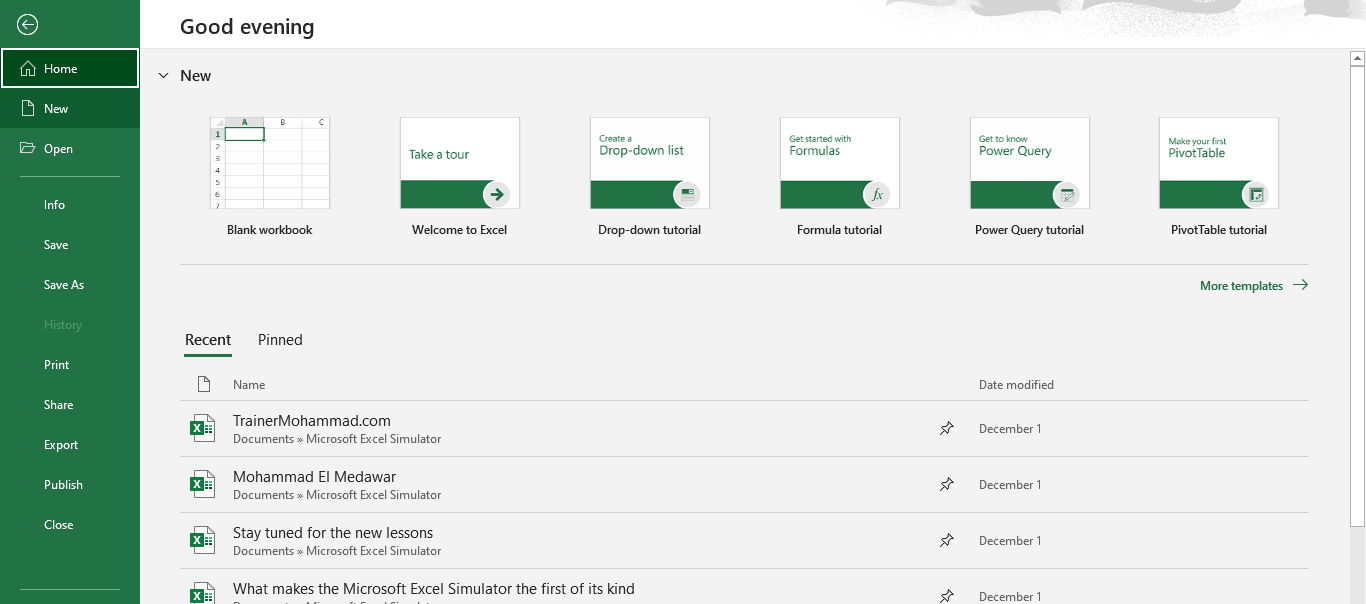 Good evening
Home
New
Open
Info
Save
Save As
History
Print
Share
Export
Publish
Close
New
A B C
1
2
3
4
5
6
7
Blank workbook
Take a tour
Welcome to Excel
Create a
Drop-down list
Drop-down tutorial
Get started with
Formulas
fx
Formula tutorial
Get to know
Power Query
Power Query tutorial
Make your first
PivotTable
PivotTable tutorial
More templates
Recent Pinned
Name Date modified
TrainerMohammad.com
Documents » Microsoft Excel Simulator
December 1
Mohammad El Medawar
Documents » Microsoft Excel Simulator
December 1
Stay tuned for the new lessons
Documents » Microsoft Excel Simulator
December 1
What makes the Microsoft Excel Simulator the first of its kind
Documents » Microsoft Excel Simulator
December 1